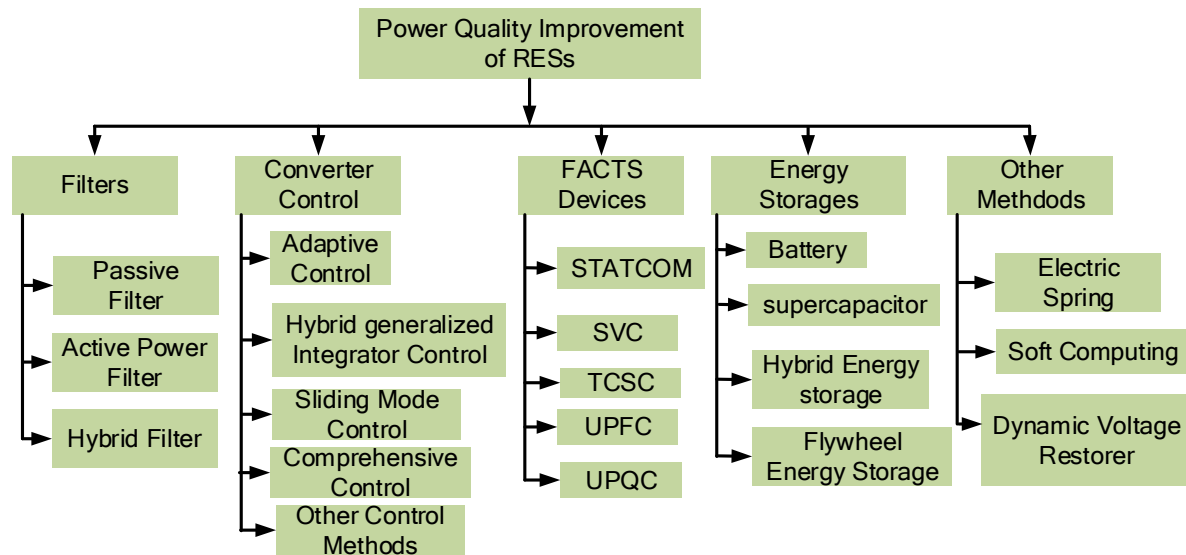 Power Quality Improvement
of RESs
Filters
Converter
Control
FACTS
Devices
Energy
Storages
Other
Methdods
Passive
Filter
Active Power
Filter
Hybrid Filter
Adaptive
Control
Hybrid generalized
Integrator Control
Sliding Mode
Control
Comprehensive
Control
Other Control
Methods
STATCOM
SVC
TCSC
UPFC
UPQC
Battery
supercapacitor
Hybrid Energy
storage
Flywheel
Energy Storage
Electric
Spring
Soft Computing
Dynamic Voltage
Restorer